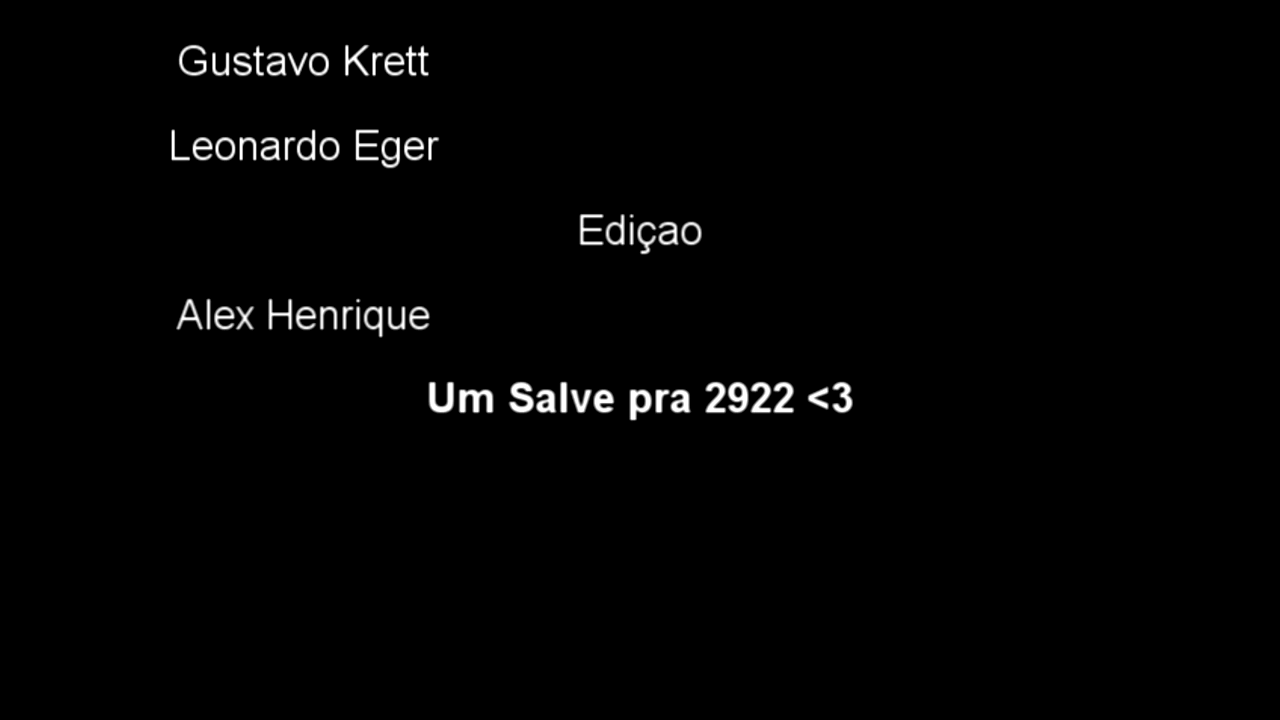 Gustavo Krett
Leonardo Eger
Ediçao
Alex Henrique
Um Salve pra 2922 <3